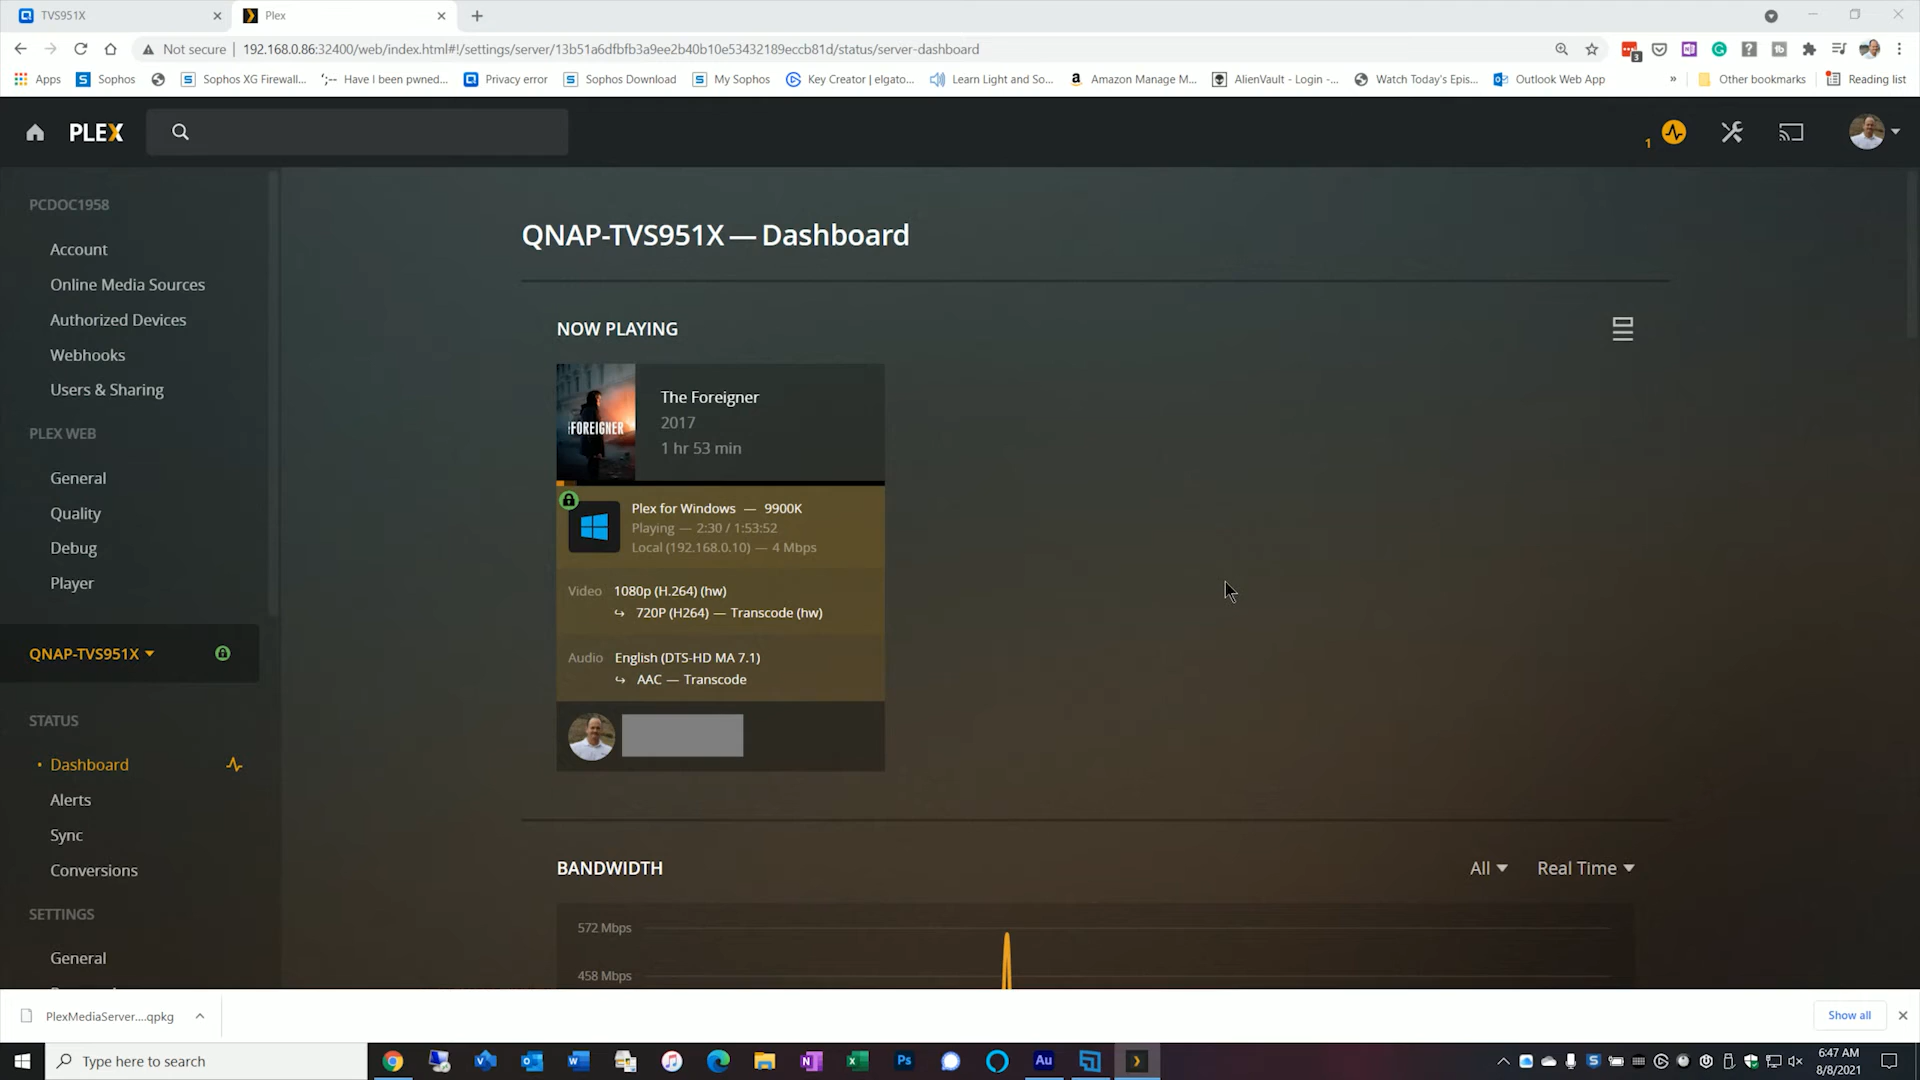 TVS951X
Plex
Not secure
192.168.0.86:32400/web/index.html#!/settings/server/13b51a6dfbfb3a9ee2b40b10e53432189eccb81d/status/server-dashboard
3
Apps
Sophos
Sophos XG Firewall...
Have I been pwned...
Privacy error
Sophos Download
My Sophos
Key Creator | elgato...
Learn Light and So...
Amazon Manage M...
AlienVault - Login -...
Watch Today's Epis...
Outlook Web App
»
Other bookmarks
Reading list
PLEX
1
PCDOC1958
Account
Online Media Sources
Authorized Devices
Webhooks
Users & Sharing
PLEX WEB
General
Quality
Debug
Player
QNAP-TVS951X
STATUS
Dashboard
Alerts
Sync
Conversions
SETTINGS
General
QNAP-TVS951X — Dashboard
NOW PLAYING
FOREIGNER
The Foreigner
2017
1 hr 53 min
Plex for Windows — 9900K
Playing — 2:30 / 1:53:52
Local (192.168.0.10) — 4 Mbps
Video 1080p (H.264) (hw)
720P (H264) — Transcode (hw)
Audio English (DTS-HD MA 7.1)
AAC — Transcode
BANDWIDTH
All
Real Time
572 Mbps
458 Mbps
PlexMediaServer....qpkg
Show all
Type here to search
Ps
Au
6:47 AM
8/8/2021